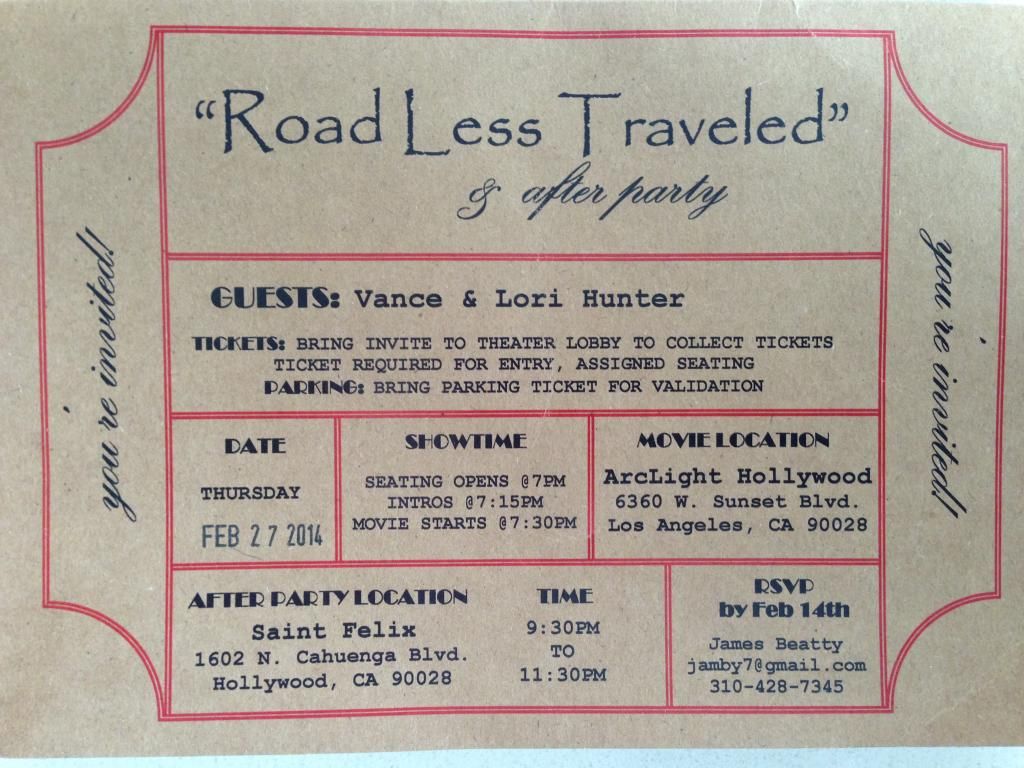 "Road Less Traveled"
& after party
you're invited!
you're invited!
GUESTS: Vance & Lori Hunter
TICKETS: BRING INVITE TO THEATER LOBBY TO COLLECT TICKETS
TICKET REQUIRED FOR ENTRY, ASSIGNED SEATING
PARKING: BRING PARKING TICKET FOR VALIDATION
DATE
THURSDAY
FEB 27 2014
SHOWTIME
SEATING OPENS @7PM
INTROS @7:15PM
MOVIE STARTS @7:30PM
MOVIE LOCATION
ArcLight Hollywood
6360 W. Sunset Blvd.
Los Angeles, CA 90028
AFTER PARTY LOCATION
Saint Felix
1602 N. Cahuenga Blvd.
Hollywood, CA 90028
TIME
9:30PM
TO
11:30PM
RSVP
by Feb 14th
James Beatty
jamby7@gmail.com
310-428-7345